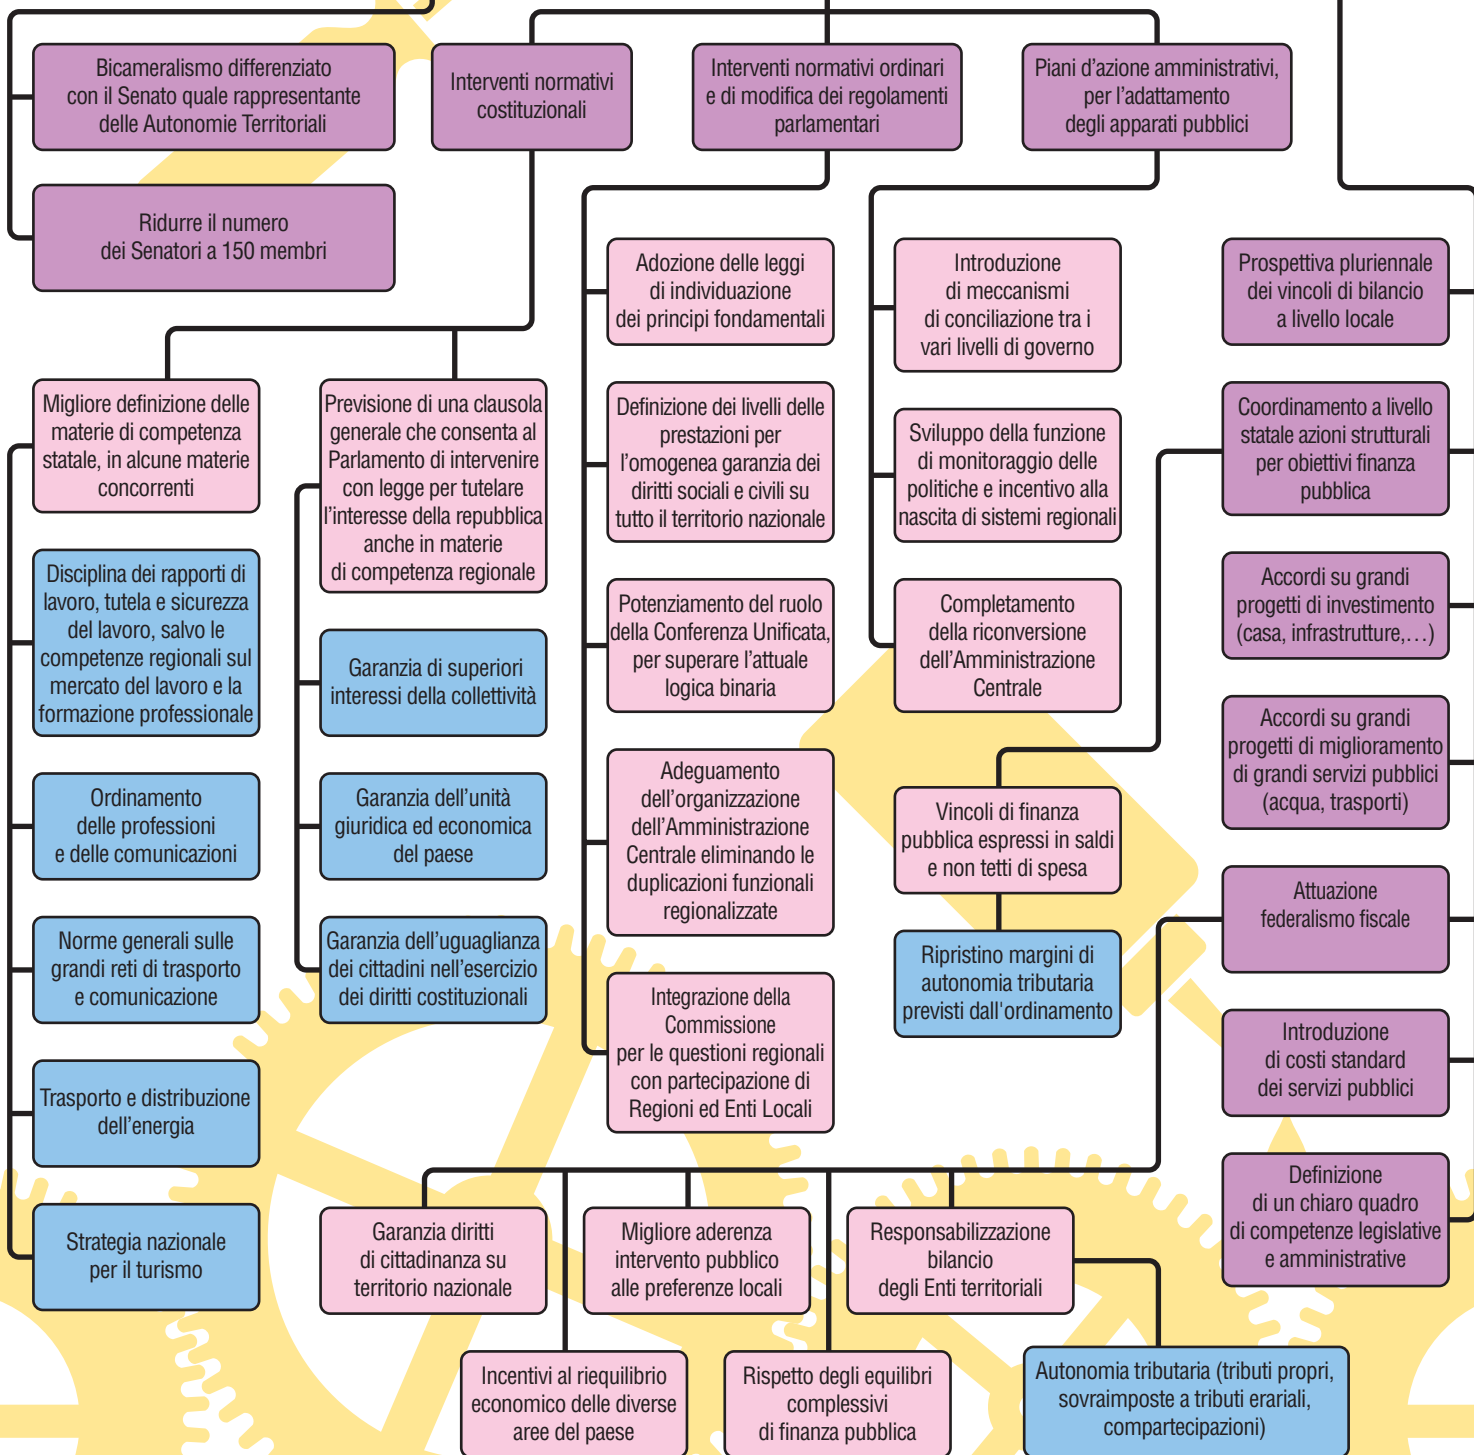 Bicameralismo differenziato
con il Senato quale rappresentante
delle Autonomie Territoriali
Ridurre il numero
dei Senatori a 150 membri
Interventi normativi
costituzionali
Interventi normativi ordinari
e di modifica dei regolamenti
parlamentari
Piani d'azione amministrativi,
per l'adattamento
degli apparati pubblici
Migliore definizione delle
materie di competenza
statale, in alcune materie
concorrenti
Disciplina dei rapporti di
lavoro, tutela e sicurezza
del lavoro, salvo le
competenze regionali sul
mercato del lavoro e la
formazione professionale
Ordinamento
delle professioni
e delle comunicazioni
Norme generali sulle
grandi reti di trasporto
e comunicazione
Trasporto e distribuzione
dell'energia
Strategia nazionale
per il turismo
Previsione di una clausola
generale che consenta al
Parlamento di intervenire
con legge per tutelare
l'interesse della repubblica
anche in materie
di competenza regionale
Garanzia di superiori
interessi della collettività
Garanzia dell'unità
giuridica ed economica
del paese
Garanzia dell'uguaglianza
dei cittadini nell'esercizio
dei diritti costituzionali
Adozione delle leggi
di individuazione
dei principi fondamentali
Definizione dei livelli delle
prestazioni per
l'omogenea garanzia dei
diritti sociali e civili su
tutto il territorio nazionale
Potenziamento del ruolo
della Conferenza Unificata,
per superare l'attuale
logica binaria
Adeguamento
dell'organizzazione
dell'Amministrazione
Centrale eliminando le
duplicazioni funzionali
regionalizzate
Integrazione della
Commissione
per le questioni regionali
con partecipazione di
Regioni ed Enti Locali
Introduzione
di meccanismi
di conciliazione tra i
vari livelli di governo
Sviluppo della funzione
di monitoraggio delle
politiche e incentivo alla
nascita di sistemi regionali
Completamento
della riconversione
dell'Amministrazione
Centrale
Vincoli di finanza
pubblica espressi in saldi
e non tetti di spesa
Ripristino margini di
autonomia tributaria
previsti dall'ordinamento
Prospettiva pluriennale
dei vincoli di bilancio
a livello locale
Coordinamento a livello
statale azioni strutturali
per obiettivi finanza
pubblica
Accordi su grandi
progetti di investimento
(casa, infrastrutture,…)
Accordi su grandi
progetti di miglioramento
di grandi servizi pubblici
(acqua, trasporti)
Attuazione
federalismo fiscale
Introduzione
di costi standard
dei servizi pubblici
Definizione
di un chiaro quadro
di competenze legislative
e amministrative
Garanzia diritti
di cittadinanza su
territorio nazionale
Migliore aderenza
intervento pubblico
alle preferenze locali
Responsabilizzazione
bilancio
degli Enti territoriali
Incentivi al riequilibrio
economico delle diverse
aree del paese
Rispetto degli equilibri
complessivi
di finanza pubblica
Autonomia tributaria (tributi propri,
sovraimposte a tributi erariali,
compartecipazioni)